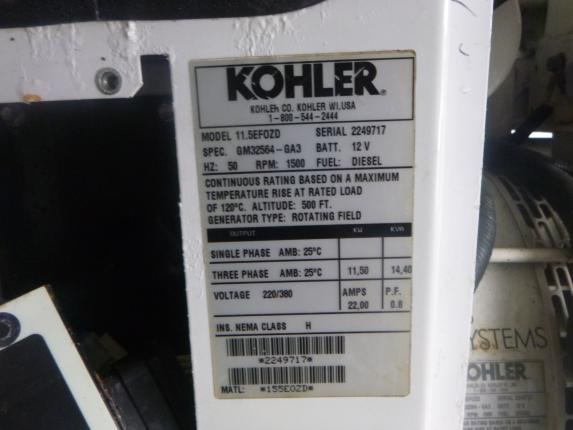 KOHLER®
KOHLER CO. KOHLER WI.USA
1-800-544-2444
MODEL 11.5EFOZD SERIAL 2249717
SPEC. GM32564-GA3 BATT. 12 V
HZ: 50 RPM: 1500 FUEL: DIESEL
CONTINUOUS RATING BASED ON A MAXIMUM
TEMPERATURE RISE AT RATED LOAD
OF 120°C. ALTITUDE: 500 FT.
GENERATOR TYPE: ROTATING FIELD
OUTPUT KW KVA
SINGLE PHASE AMB: 25°C
THREE PHASE AMB: 25°C 11,50 14,40
VOLTAGE 220/380 AMPS P.F.
22,00 0.8
INS. NEMA CLASS H
*2249717*
MATL: *155EOZD*
SYSTEMS
OHLER